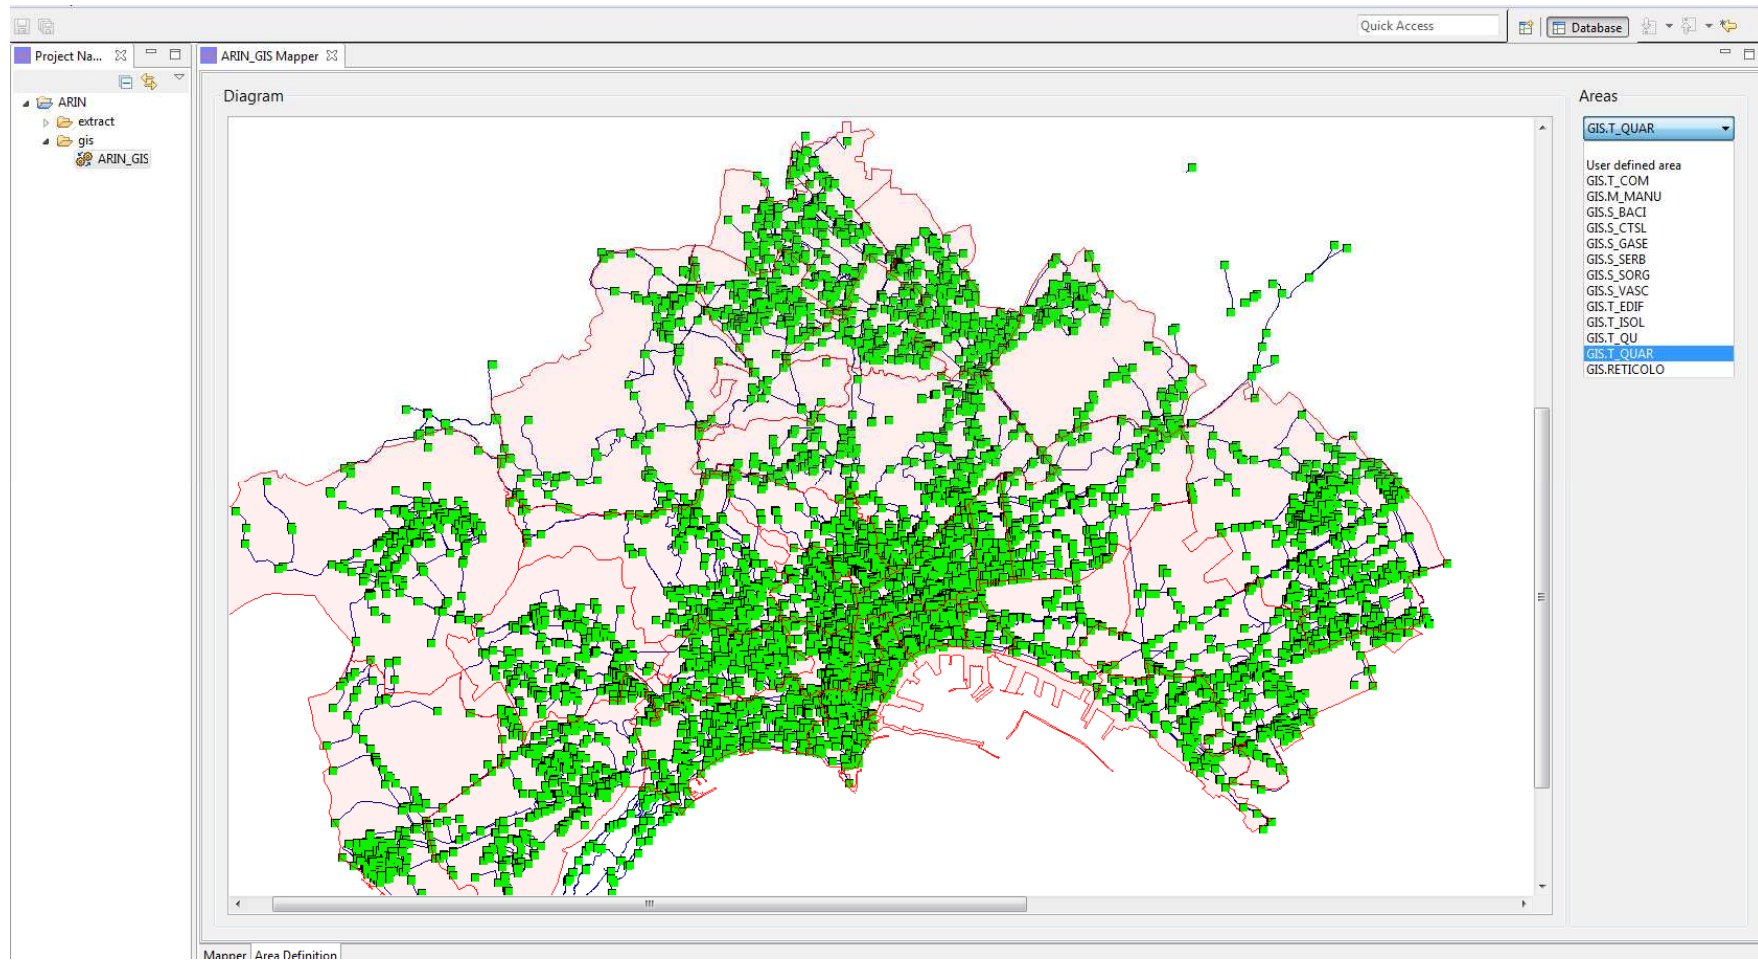 Quick Access
Database
Project Na...
ARIN_GIS Mapper
ARIN
extract
gis
ARIN_GIS
Diagram
Areas
GIS.T_QUAR
User defined area
GIS.T_COM
GIS.M_MANU
GIS.S_BACI
GIS.S_CTSL
GIS.S_GASE
GIS.S_SERB
GIS.S_SORG
GIS.S_VASC
GIS.T_EDIF
GIS.T_ISOL
GIS.T_QU
GIS.T_QUAR
GIS.RETICOLO
Mapper Area Definition